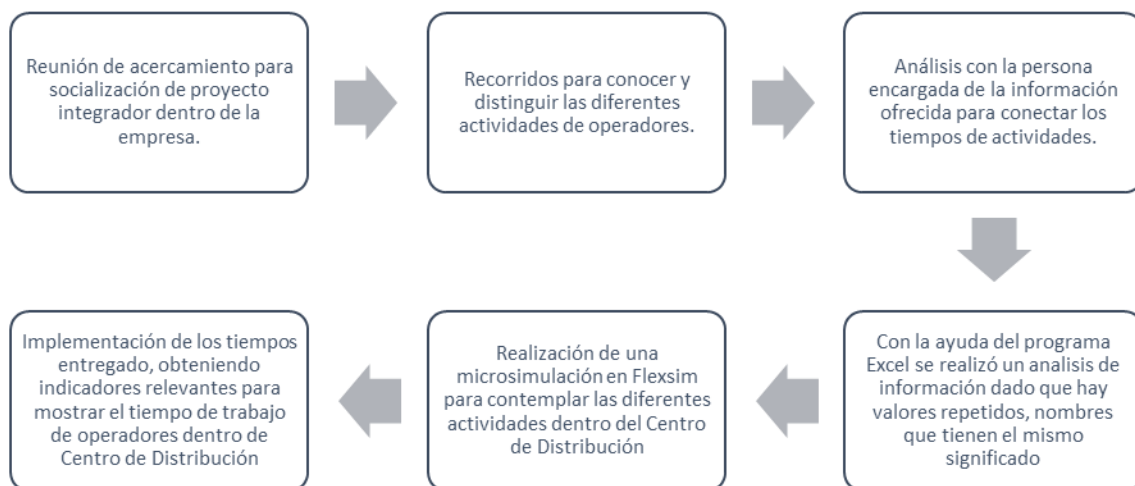 Reunión de acercamiento para
socialización de proyecto
integrador dentro de la
empresa.
Recorridos para conocer y
distinguir las diferentes
actividades de operadores.
Análisis con la persona
encargada de la información
ofrecida para conectar los
tiempos de actividades.
Con la ayuda del programa
Excel se realizó un analisis de
información dado que hay
valores repetidos, nombres
que tienen el mismo
significado
Realización de una
microsimulación en Flexsim
para contemplar las diferentes
actividades dentro del Centro
de Distribución
Implementación de los tiempos
entregado, obteniendo
indicadores relevantes para
mostrar el tiempo de trabajo
de operadores dentro de
Centro de Distribución